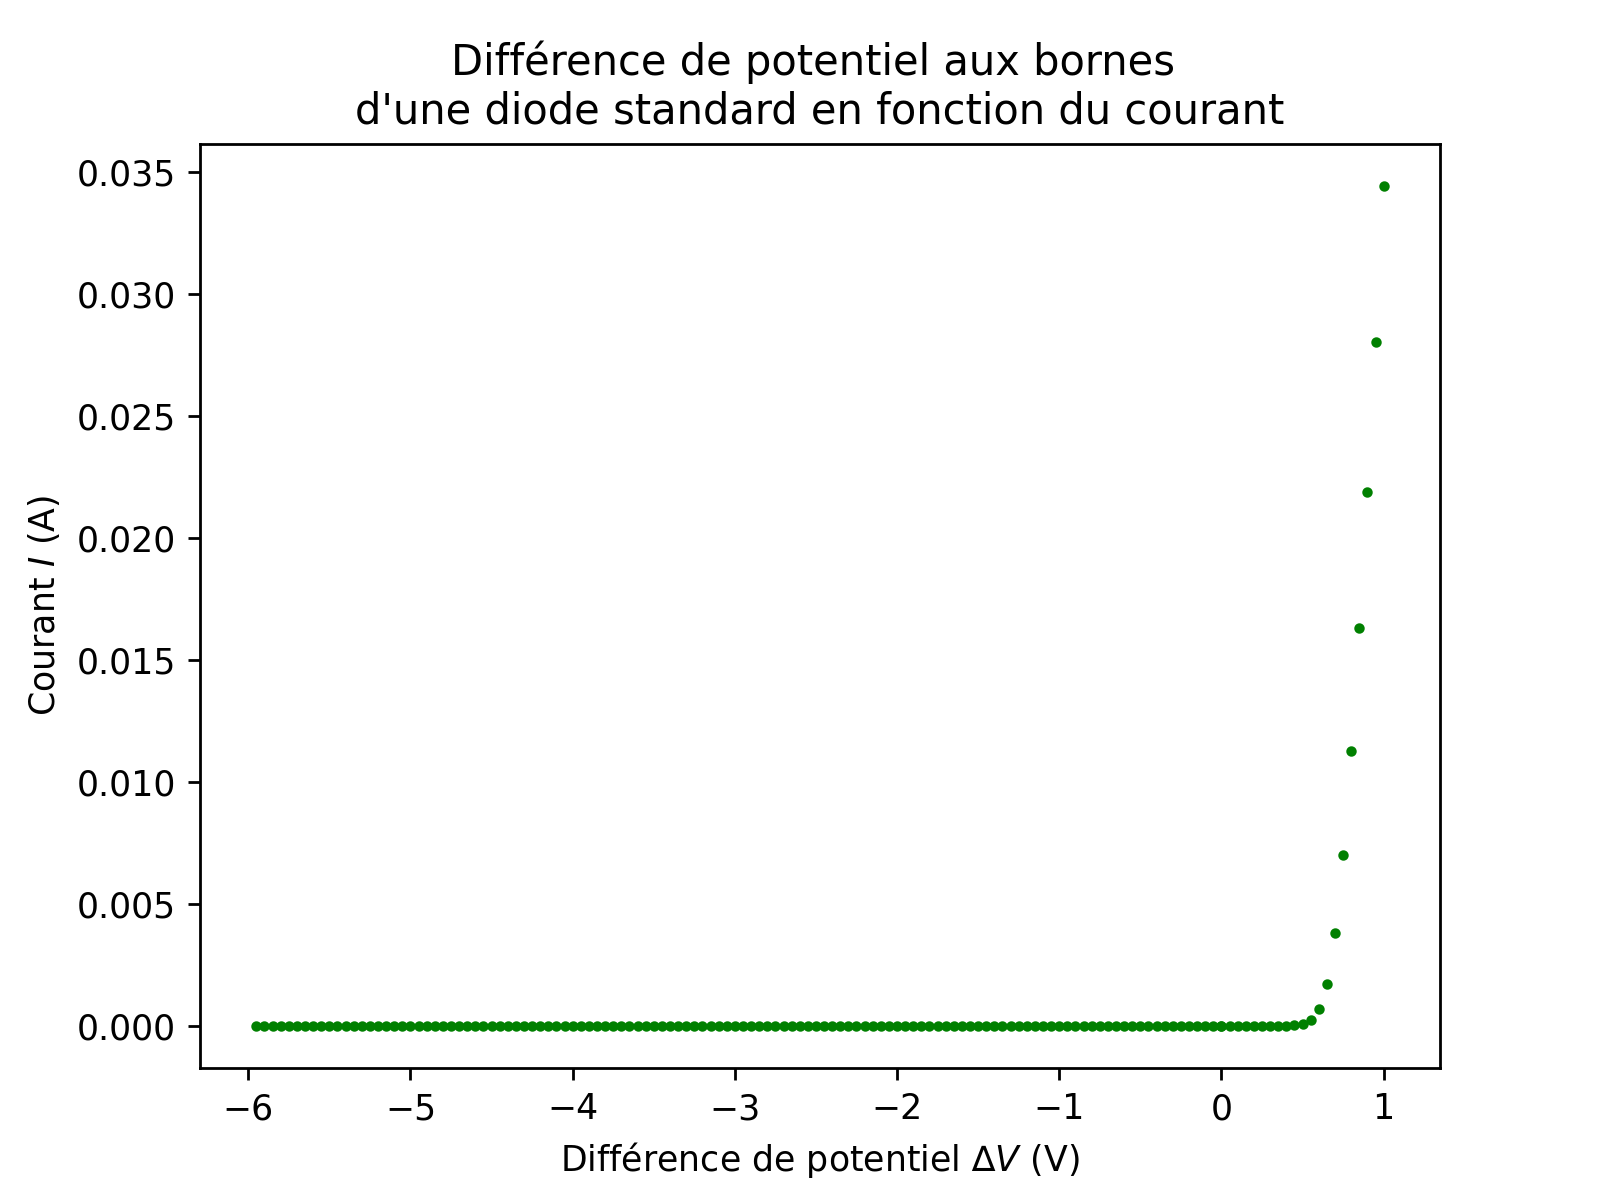 Différence de potentiel aux bornes
d'une diode standard en fonction du courant
0.035
0.030
0.025
0.020
0.015
0.010
0.005
0.000
Courant I (A)
−6 −5 −4 −3 −2 −1 0 1
Différence de potentiel ΔV (V)